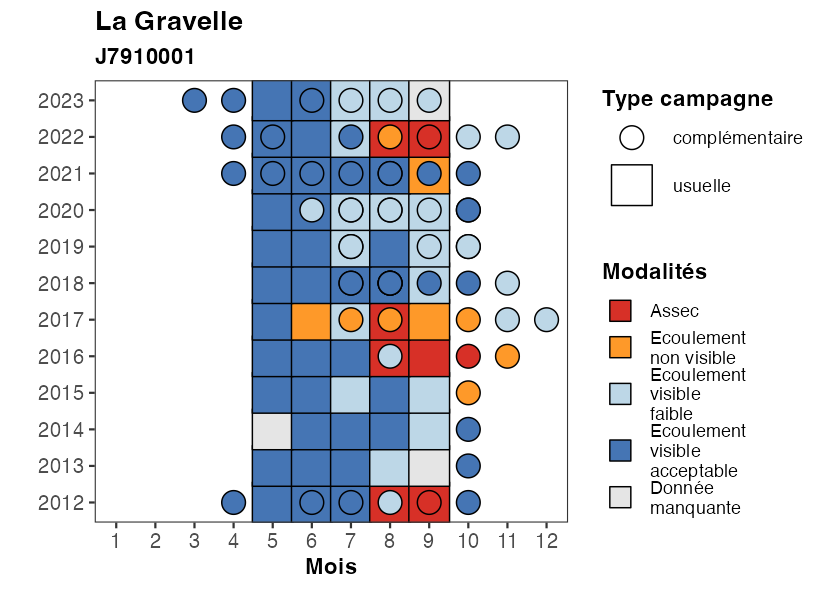 La Gravelle
J7910001
2023
2022
2021
2020
2019
2018
2017
2016
2015
2014
2013
2012
1 2 3 4 5 6 7 8 9 10 11 12
Mois
Type campagne
complémentaire
usuelle
Modalités
Assec
Ecoulement
non visible
Ecoulement
visible
faible
Ecoulement
visible
acceptable
Donnée
manquante